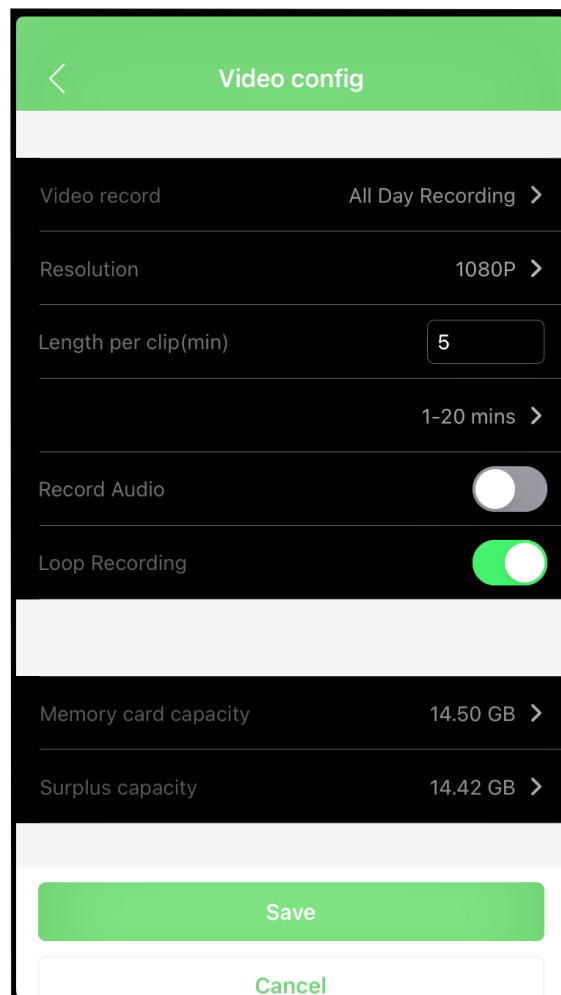 Video config
Video record All Day Recording
Resolution 1080P
Length per clip(min) 5
1-20 mins
Record Audio
Loop Recording
Memory card capacity 14.50 GB
Surplus capacity 14.42 GB
Save
Cancel